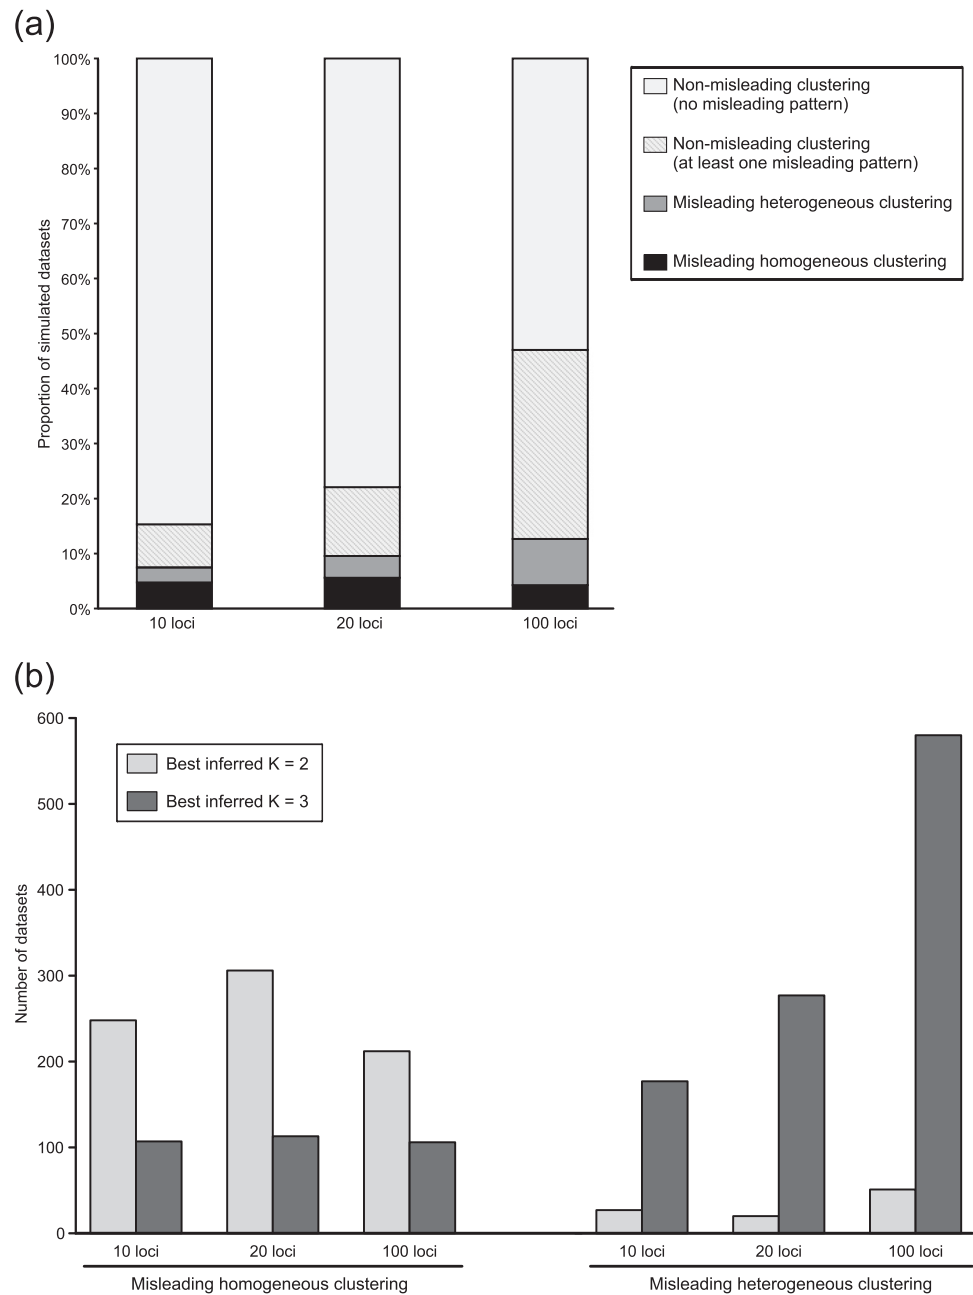 (a)
100%
90%
80%
70%
60%
50%
40%
30%
20%
10%
0%
Proportion of simulated datasets
10 loci
20 loci
100 loci
Non-misleading clustering
(no misleading pattern)
Non-misleading clustering
(at least one misleading pattern)
Misleading heterogeneous clustering
Misleading homogeneous clustering
(b)
600
500
400
300
200
100
0
Number of datasets
Best inferred K = 2
Best inferred K = 3
10 loci
20 loci
100 loci
10 loci
20 loci
100 loci
Misleading homogeneous clustering
Misleading heterogeneous clustering